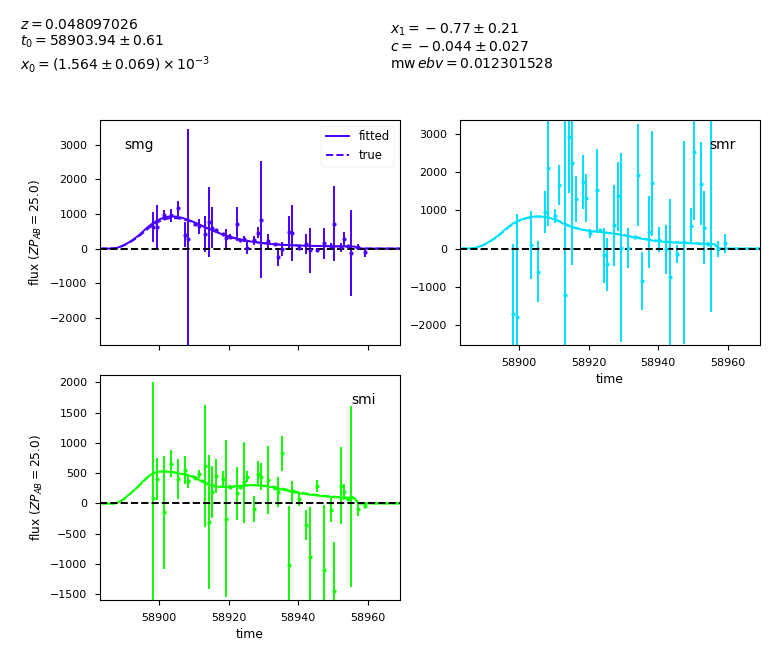 z = 0.048097026
t₀ = 58903.94 ± 0.61
x₀ = (1.564 ± 0.069) × 10⁻³
x₁ = −0.77 ± 0.21
c = −0.044 ± 0.027
mw ebv = 0.012301528
smg
fitted
true
3000
2000
1000
0
−1000
−2000
flux (ZP_AB = 25.0)
smr
3000
2000
1000
0
−1000
−2000
58900 58920 58940 58960
time
smi
2000
1500
1000
500
0
−500
−1000
−1500
flux (ZP_AB = 25.0)
58900 58920 58940 58960
time